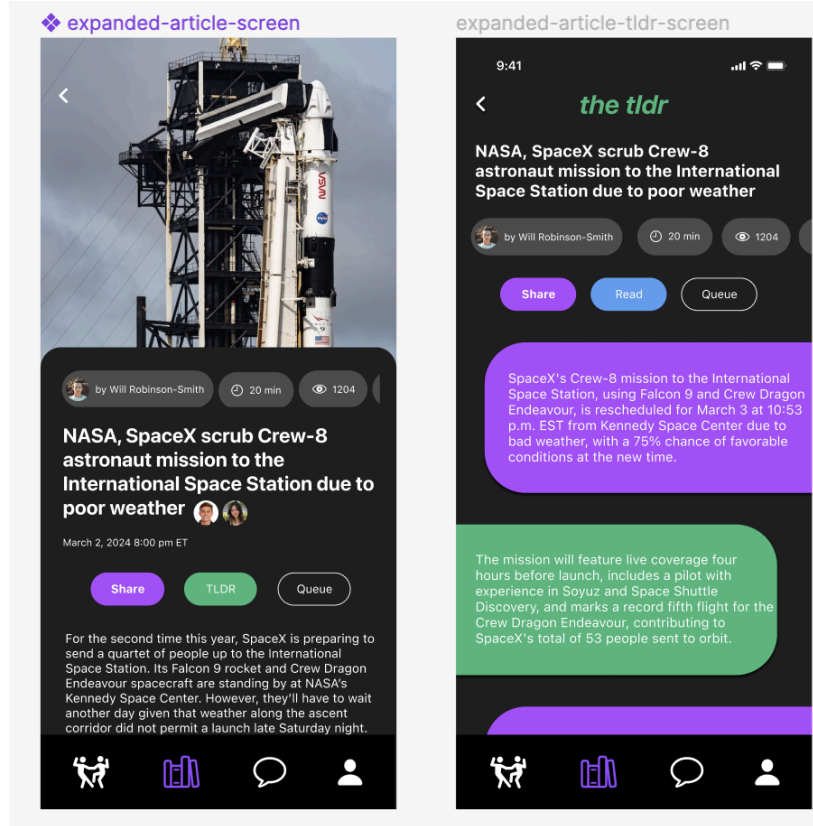 expanded-article-screen
by Will Robinson-Smith
20 min
1204
NASA, SpaceX scrub Crew-8
astronaut mission to the
International Space Station due to
poor weather
March 2, 2024 8:00 pm ET
Share
TLDR
Queue
For the second time this year, SpaceX is preparing to
send a quartet of people up to the International
Space Station. Its Falcon 9 rocket and Crew Dragon
Endeavour spacecraft are standing by at NASA's
Kennedy Space Center. However, they'll have to wait
another day given that weather along the ascent
corridor did not permit a launch late Saturday night.
expanded-article-tldr-screen
9:41
the tldr
NASA, SpaceX scrub Crew-8
astronaut mission to the International
Space Station due to poor weather
by Will Robinson-Smith
20 min
1204
Share
Read
Queue
SpaceX's Crew-8 mission to the International
Space Station, using Falcon 9 and Crew Dragon
Endeavour, is rescheduled for March 3 at 10:53
p.m. EST from Kennedy Space Center due to
bad weather, with a 75% chance of favorable
conditions at the new time.
The mission will feature live coverage four
hours before launch, includes a pilot with
experience in Soyuz and Space Shuttle
Discovery, and marks a record fifth flight for the
Crew Dragon Endeavour, contributing to
SpaceX's total of 53 people sent to orbit.